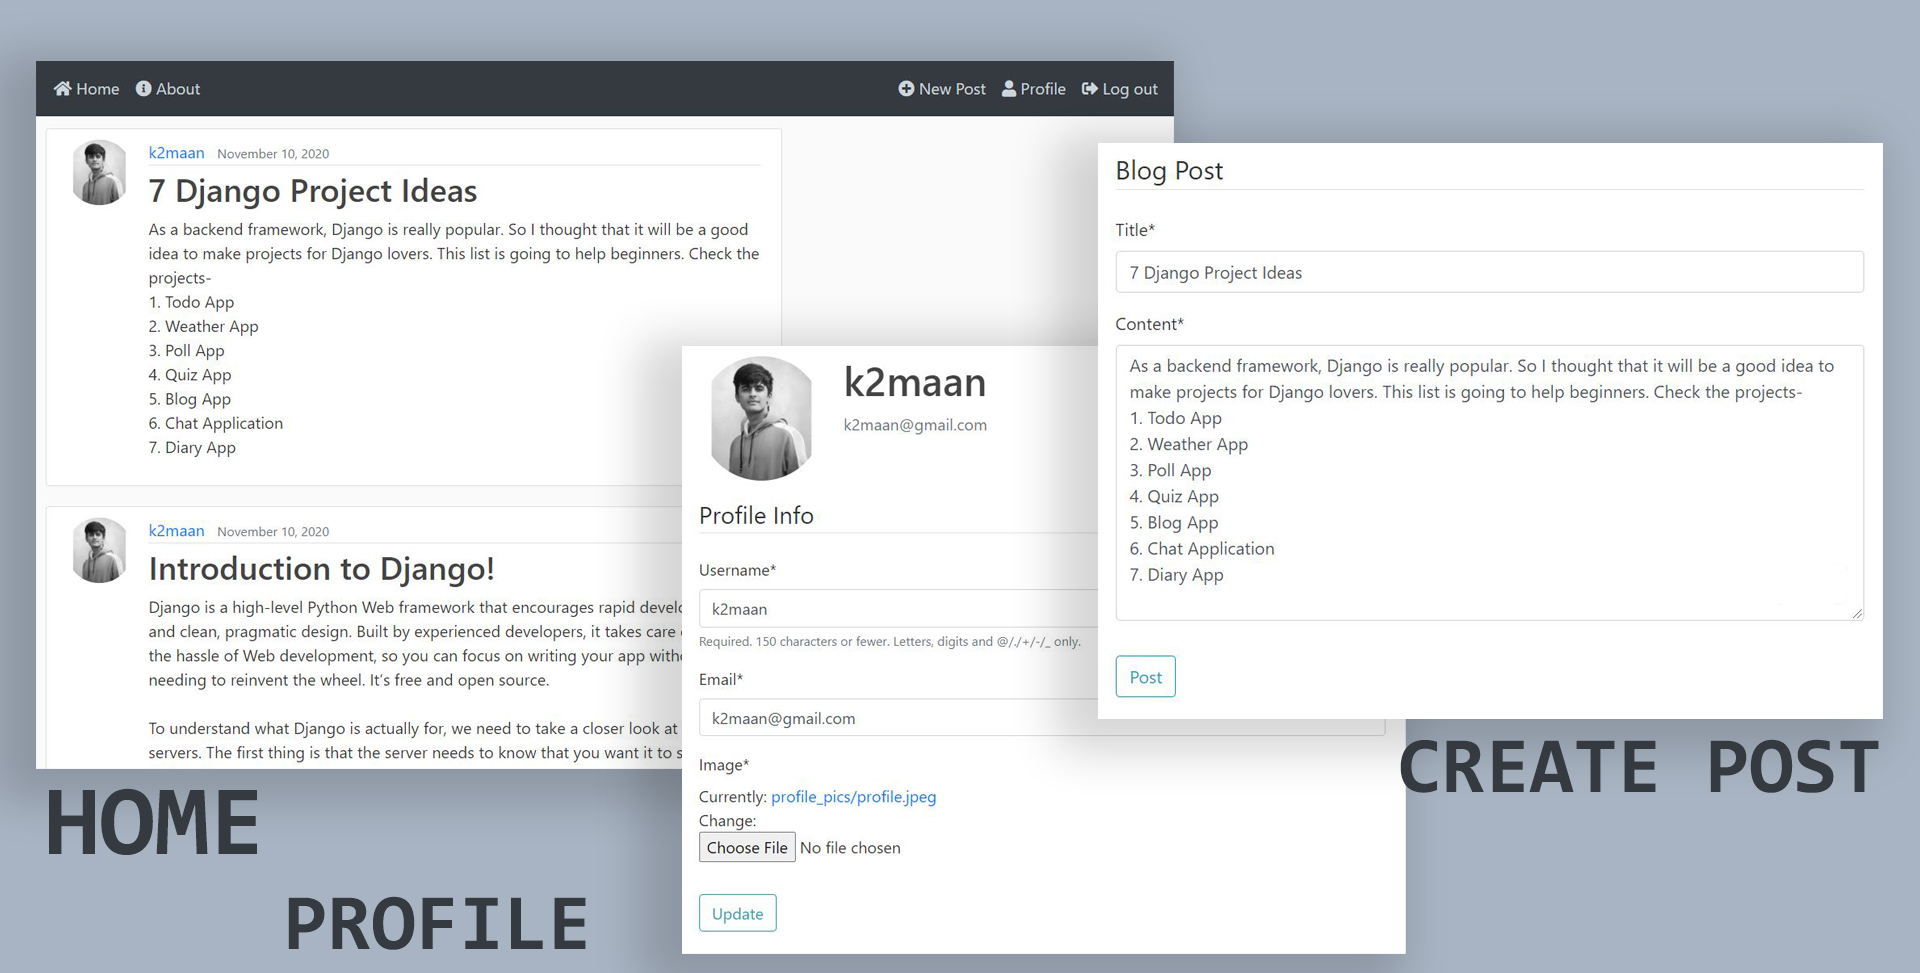 Home About New Post Profile Log out
k2maan November 10, 2020
7 Django Project Ideas
As a backend framework, Django is really popular. So I thought that it will be a good
idea to make projects for Django lovers. This list is going to help beginners. Check the
projects-
1. Todo App
2. Weather App
3. Poll App
4. Quiz App
5. Blog App
6. Chat Application
7. Diary App
k2maan November 10, 2020
Introduction to Django!
Django is a high-level Python Web framework that encourages rapid
and clean, pragmatic design. Built by experienced developers, it takes care
the hassle of Web development, so you can focus on writing your app
needing to reinvent the wheel. It's free and open source.
To understand what Django is actually for, we need to take a closer look at
servers. The first thing is that the server needs to know that you want it to
HOME
k2maan
k2maan@gmail.com
Profile Info
Username*
k2maan
Required. 150 characters or fewer. Letters, digits and @/./+/-/_ only.
Email*
k2maan@gmail.com
Image*
Currently: profile_pics/profile.jpeg
Change:
Choose File No file chosen
Update
PROFILE
Blog Post
Title*
7 Django Project Ideas
Content*
As a backend framework, Django is really popular. So I thought that it will be a good idea to
make projects for Django lovers. This list is going to help beginners. Check the projects-
1. Todo App
2. Weather App
3. Poll App
4. Quiz App
5. Blog App
6. Chat Application
7. Diary App
Post
CREATE POST